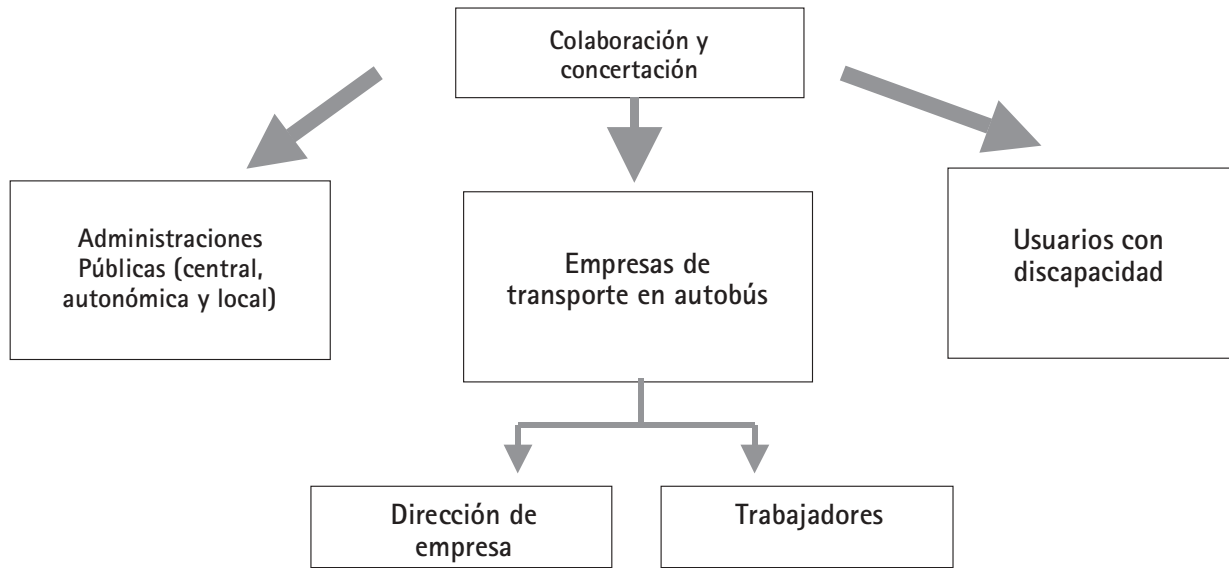 Colaboración y
concertación
Administraciones
Públicas (central,
autonómica y local)
Empresas de
transporte en autobús
Usuarios con
discapacidad
Dirección de
empresa
Trabajadores